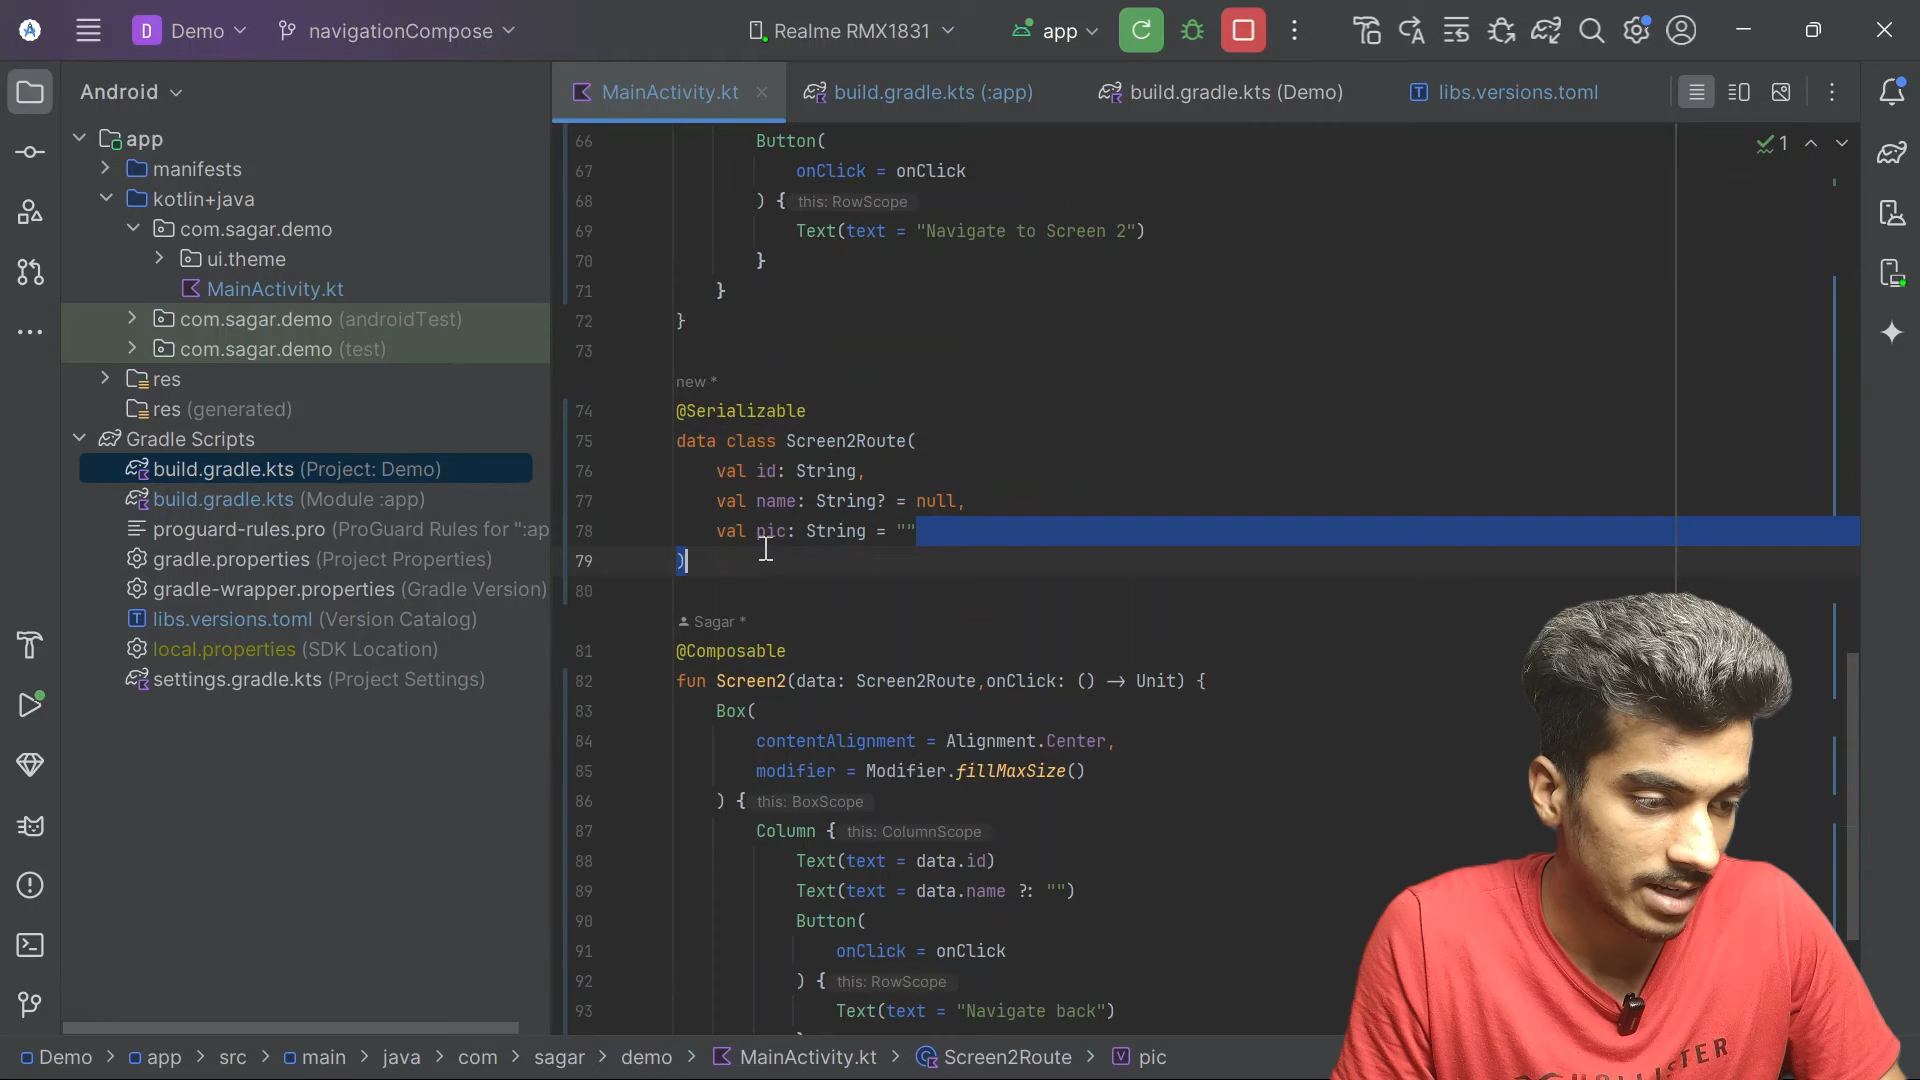 D Demo navigationCompose Realme RMX1831 app
Android
MainActivity.kt build.gradle.kts (:app) build.gradle.kts (Demo) libs.versions.toml
app
manifests
kotlin+java
com.sagar.demo
ui.theme
MainActivity.kt
com.sagar.demo (androidTest)
com.sagar.demo (test)
res
res (generated)
Gradle Scripts
build.gradle.kts (Project: Demo)
build.gradle.kts (Module :app)
proguard-rules.pro (ProGuard Rules for ":ap
gradle.properties (Project Properties)
gradle-wrapper.properties (Gradle Version)
libs.versions.toml (Version Catalog)
local.properties (SDK Location)
settings.gradle.kts (Project Settings)
1
66 Button(
67 onClick = onClick
68 ) { this: RowScope
69 Text(text = "Navigate to Screen 2")
70 }
71 }
72 }
73
new *
74 @Serializable
75 data class Screen2Route(
76 val id: String,
77 val name: String? = null,
78 val pic: String = ""
79 )
80
Sagar *
81 @Composable
82 fun Screen2(data: Screen2Route,onClick: () → Unit) {
83 Box(
84 contentAlignment = Alignment.Center,
85 modifier = Modifier.fillMaxSize()
86 ) { this: BoxScope
87 Column { this: ColumnScope
88 Text(text = data.id)
89 Text(text = data.name ?: "")
90 Button(
91 onClick = onClick
92 ) { this: RowScope
93 Text(text = "Navigate back")
Demo > app > src > main > java > com > sagar > demo > MainActivity.kt > Screen2Route > pic